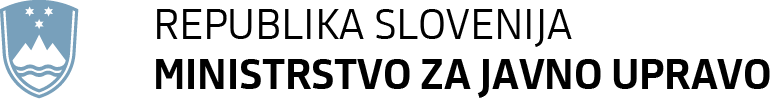 REPUBLIKA SLOVENIJA
MINISTRSTVO ZA JAVNO UPRAVO